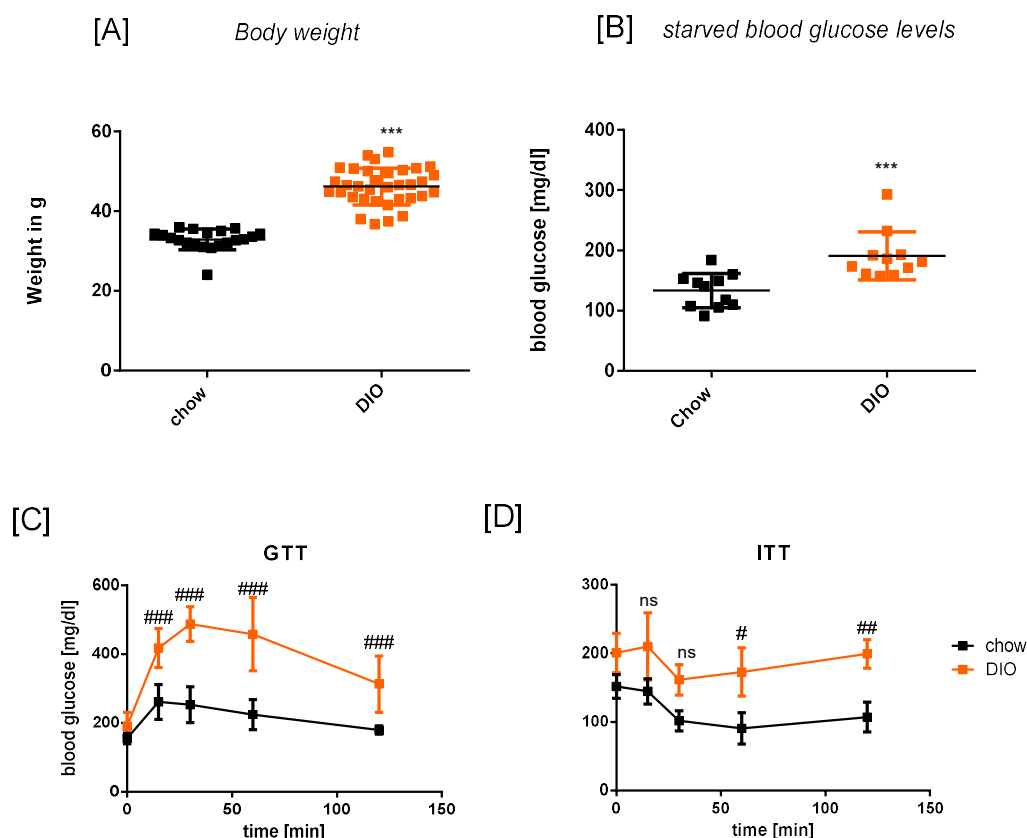 [A]
Body weight
***
60
40
20
0
Weight in g
chow
DIO
[B]
starved blood glucose levels
***
400
300
200
100
0
blood glucose [mg/dl]
Chow
DIO
[C]
GTT
###
###
###
###
600
400
200
0
blood glucose [mg/dl]
0
50
100
150
time [min]
[D]
ITT
ns
ns
#
##
300
200
100
0
0
50
100
150
time [min]
chow
DIO